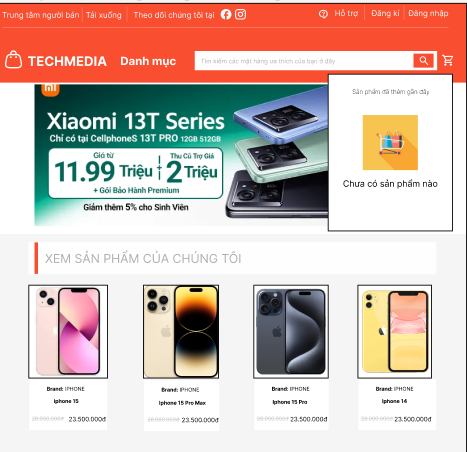 Trung tâm người bán Tải xuống Theo dõi chúng tôi tại Hỗ trợ Đăng kí Đăng nhập
TECHMEDIA Danh mục Tìm kiếm các mặt hàng ưa thích của bạn ở đây
mi
Sản phẩm đã thêm gần đây
Chưa có sản phẩm nào
Xiaomi 13T Series
Chỉ có tại CellphoneS 13T PRO 12GB 512GB
Giá từ Thu Cũ Trợ Giá
11.99 Triệu 2 Triệu
+ Gói Bảo Hành Premium
Giảm thêm 5% cho Sinh Viên
XEM SẢN PHẨM CỦA CHÚNG TÔI
Brand: IPHONE
Iphone 15
28.000.000đ 23.500.000đ
Brand: IPHONE
Iphone 15 Pro Max
28.000.000đ 23.500.000đ
Brand: IPHONE
Iphone 15 Pro
28.000.000đ 23.500.000đ
Brand: IPHONE
Iphone 14
28.000.000đ 23.500.000đ